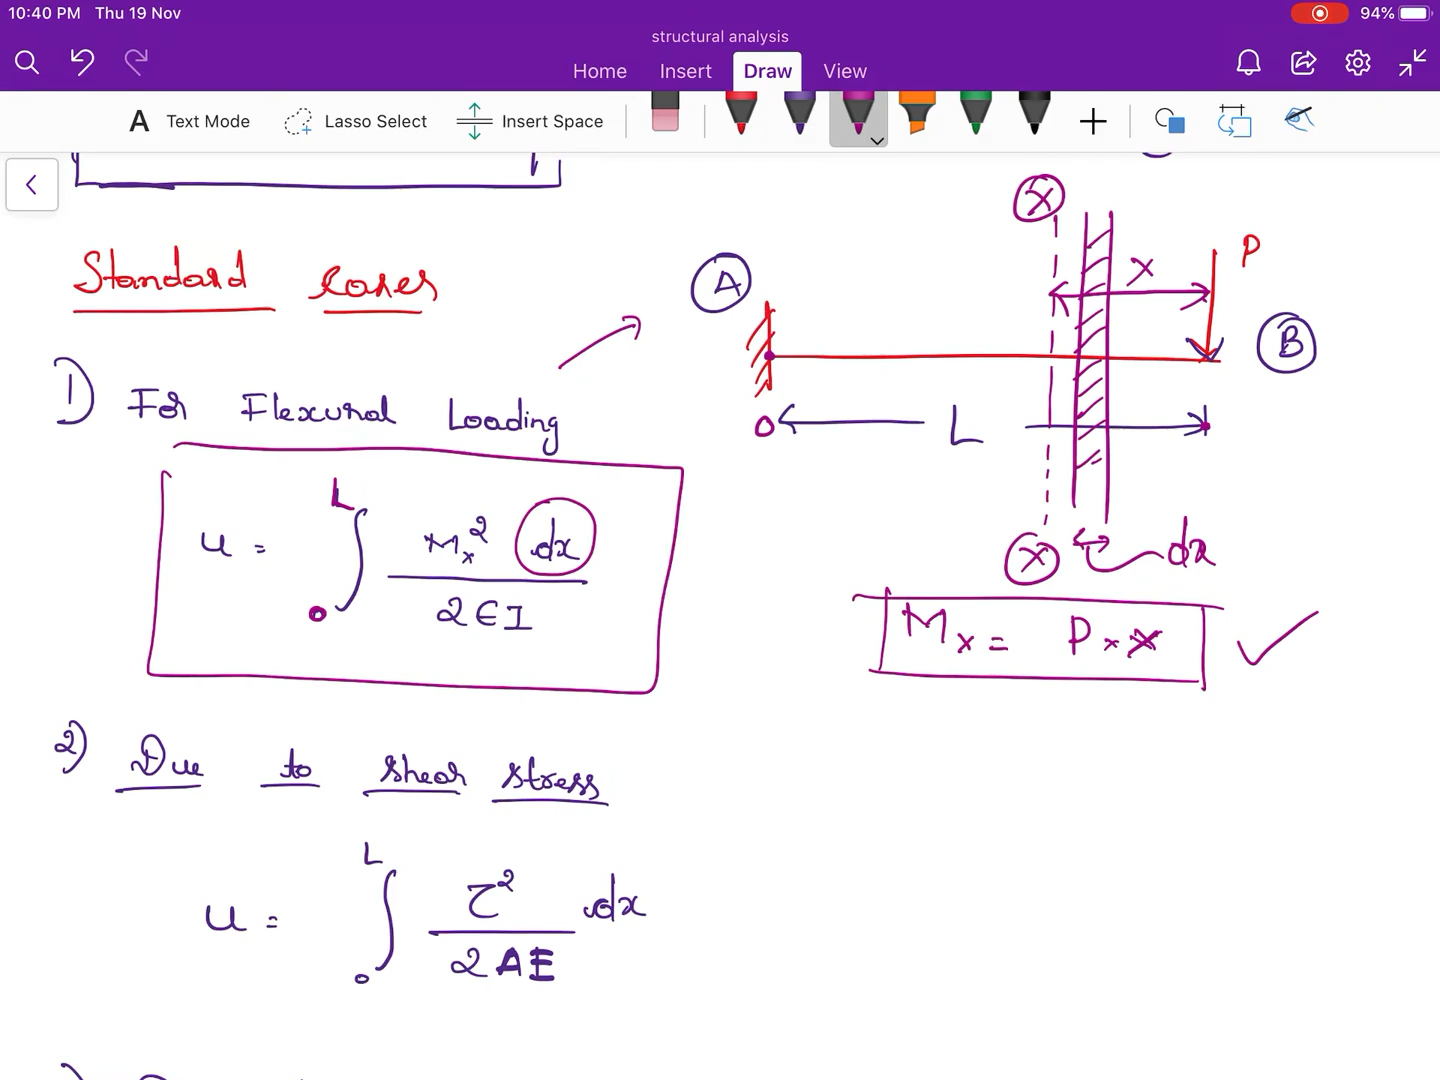 10:40 PM Thu 19 Nov 94%
structural analysis
Home Insert Draw View
A Text Mode Lasso Select Insert Space
Standard Cases
1) For Flexural Loading
u = ∫₀ᴸ Mₓ² dx / 2EI
A
B
P
X
x
O
L
X
dx
Mₓ = P × x
2) Due to shear stress
u = ∫₀ᴸ τ² / 2AE dx